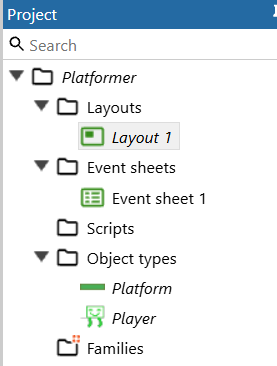 Project
Search
Platformer
Layouts
Layout 1
Event sheets
Event sheet 1
Scripts
Object types
Platform
Player
Families